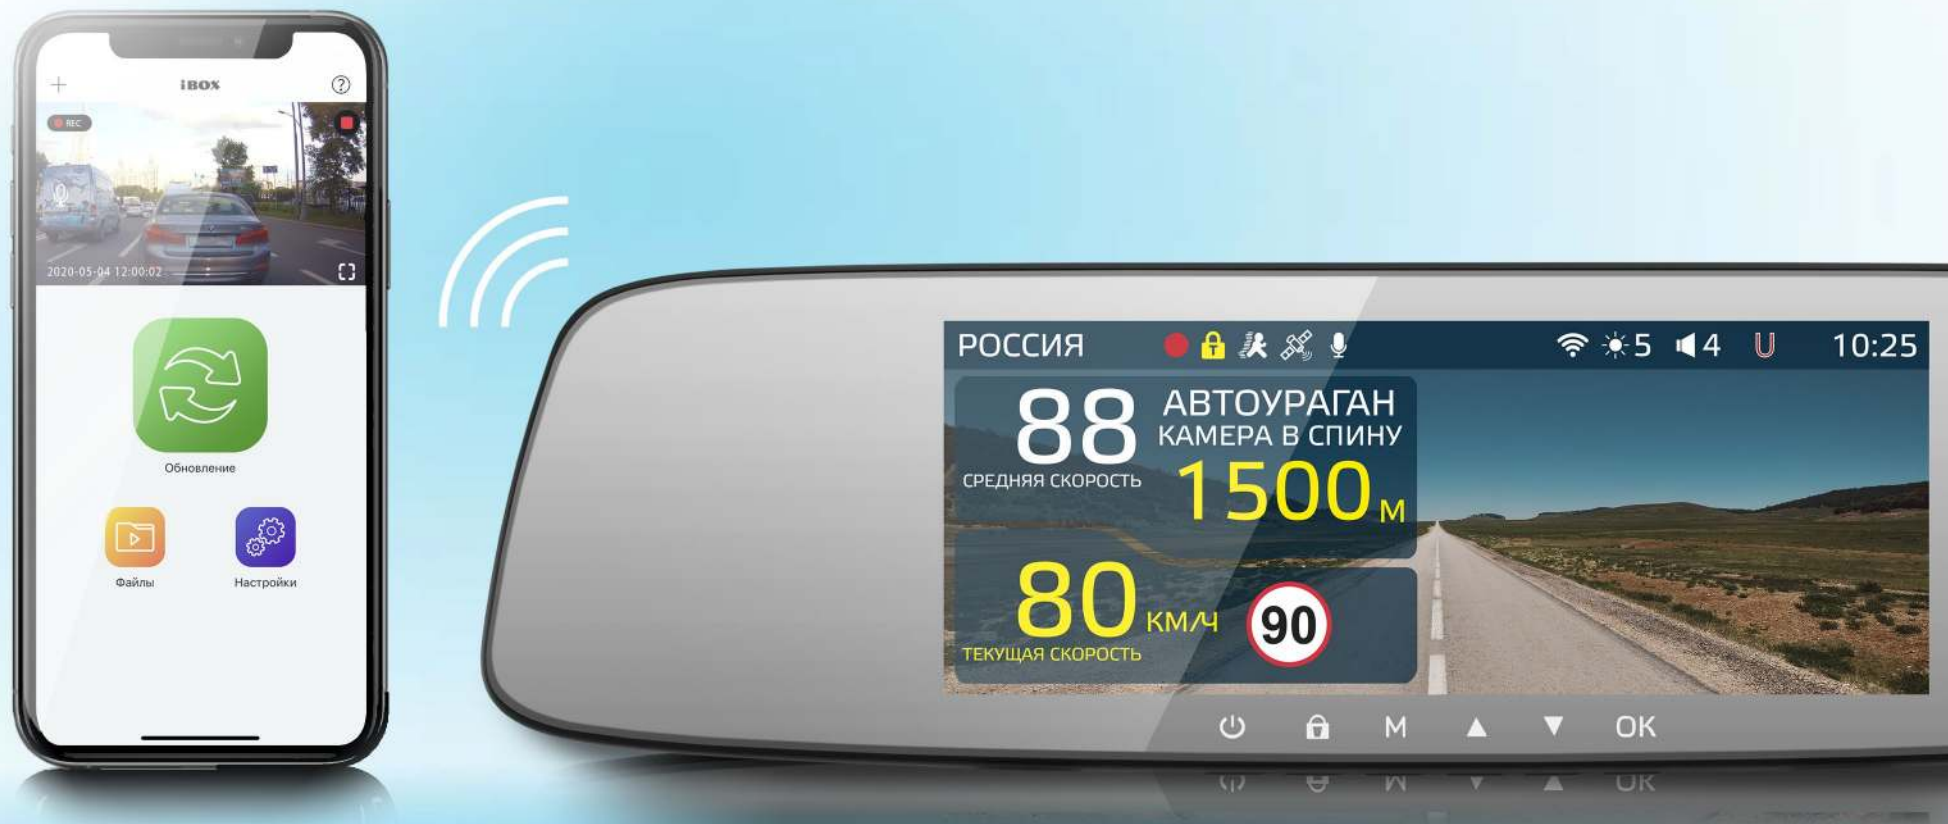 iBOX
REC
2020-05-04 12:00:02
Обновление
Файлы
Настройки
РОССИЯ
5
4
U
10:25
88
СРЕДНЯЯ СКОРОСТЬ
АВТОУРАГАН
КАМЕРА В СПИНУ
1500 М
80 КМ/Ч
ТЕКУЩАЯ СКОРОСТЬ
90
M
OK